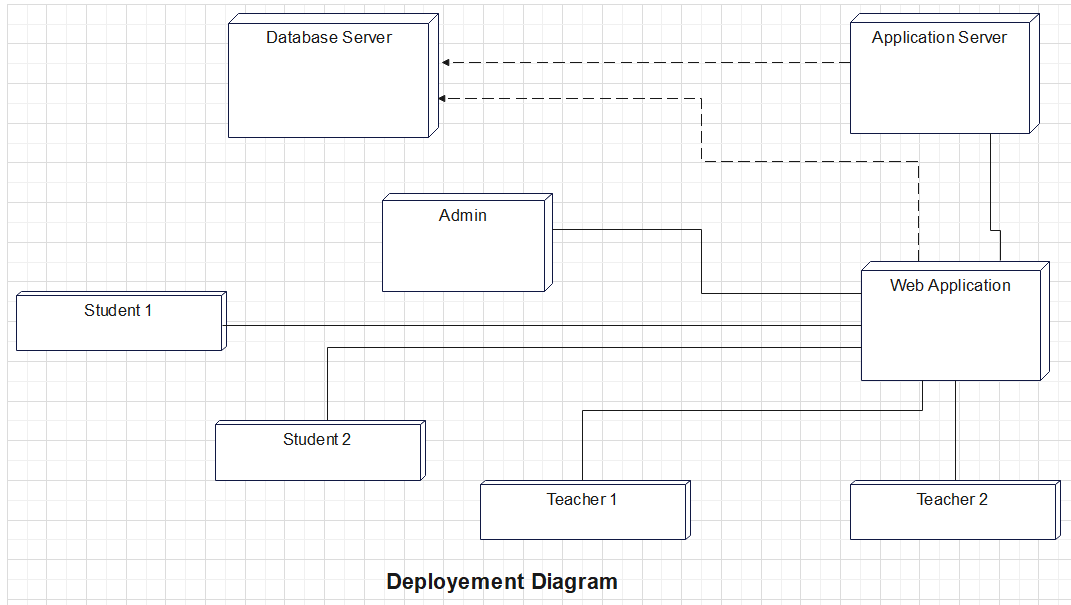 Database Server
Application Server
Admin
Web Application
Student 1
Student 2
Teacher 1
Teacher 2
Deployement Diagram